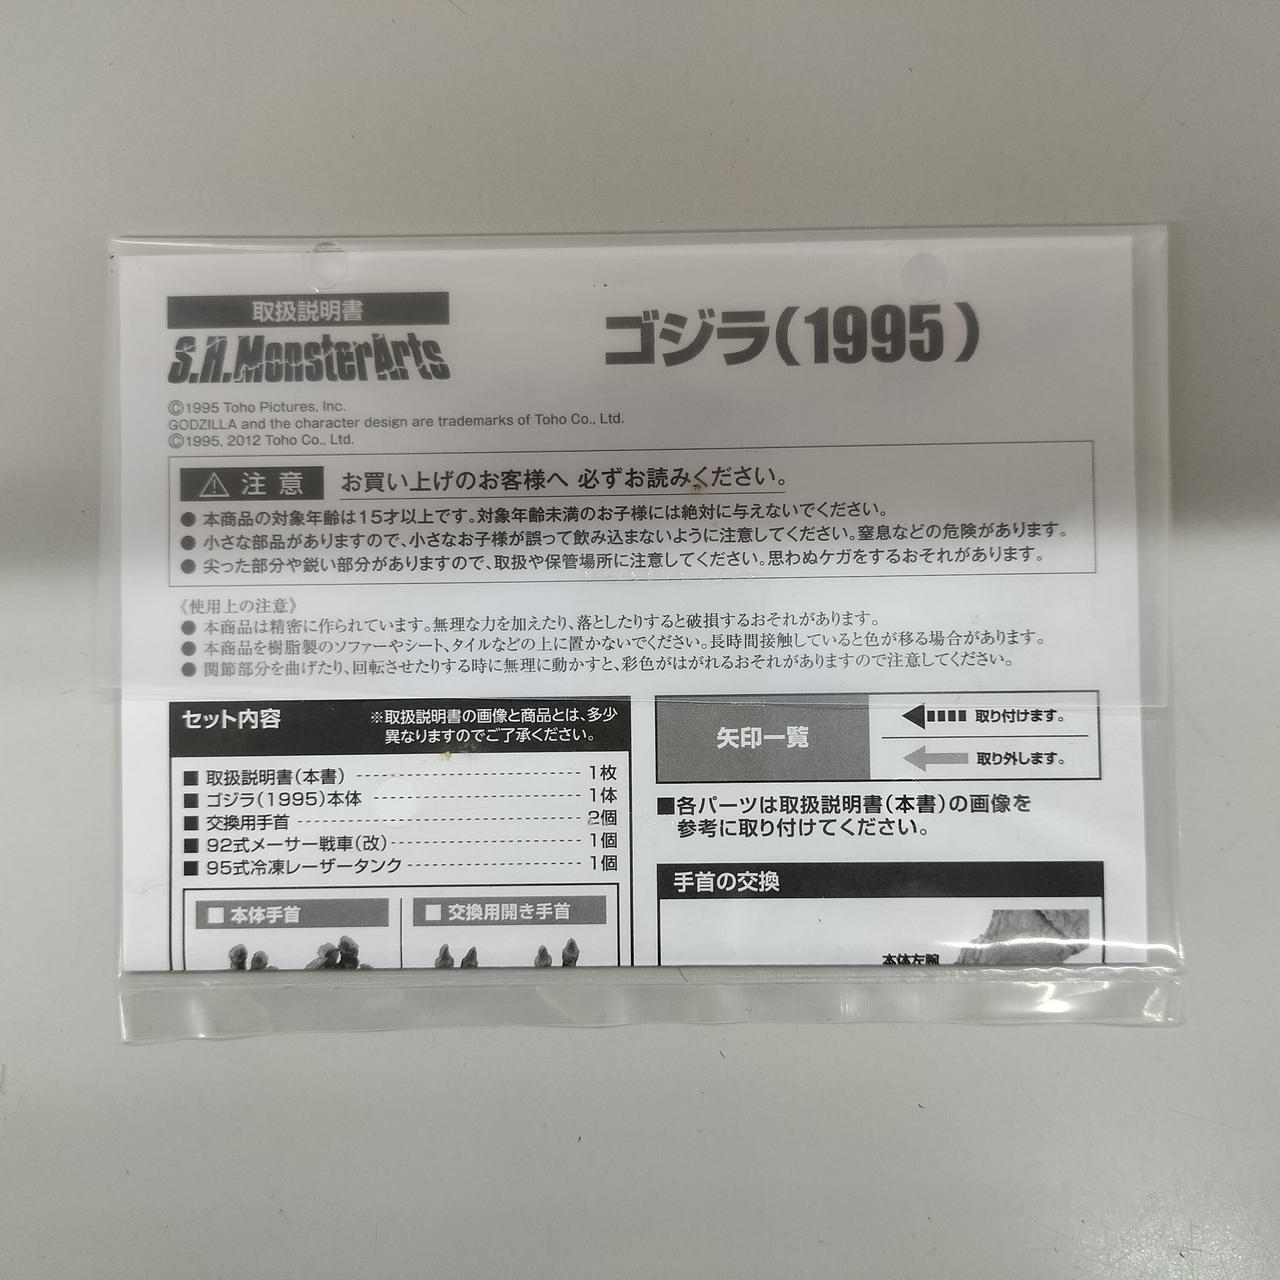 取扱説明書
S.H.MonsterArts
ゴジラ(1995)
©1995 Toho Pictures, Inc.
GODZILLA and the character design are trademarks of Toho Co., Ltd.
©1995, 2012 Toho Co., Ltd.
⚠注意 お買い上げのお客様へ 必ずお読みください。
●本商品の対象年齢は15才以上です。対象年齢未満のお子様には絶対に与えないでください。
●小さな部品がありますので、小さなお子様が誤って飲み込まないように注意してください。窒息などの危険があります。
●尖った部分や鋭い部分がありますので、取扱や保管場所に注意してください。思わぬケガをするおそれがあります。
《使用上の注意》
●本商品は精密に作られています。無理な力を加えたり、落としたりすると破損するおそれがあります。
●本商品を樹脂製のソファーやシート、タイルなどの上に置かないでください。長時間接触していると色が移る場合があります。
●関節部分を曲げたり、回転させたりする時に無理に動かすと、彩色がはがれるおそれがありますので注意してください。
セット内容
※取扱説明書の画像と商品とは、多少
異なりますのでご了承ください。
■取扱説明書(本書) 1枚
■ゴジラ(1995)本体 1体
■交換用手首 2個
■92式メーサー戦車(改) 1個
■95式冷凍レーザータンク 1個
■本体手首
■交換用開き手首
矢印一覧
取り付けます。
取り外します。
■各パーツは取扱説明書(本書)の画像を
参考に取り付けてください。
手首の交換
本体左腕